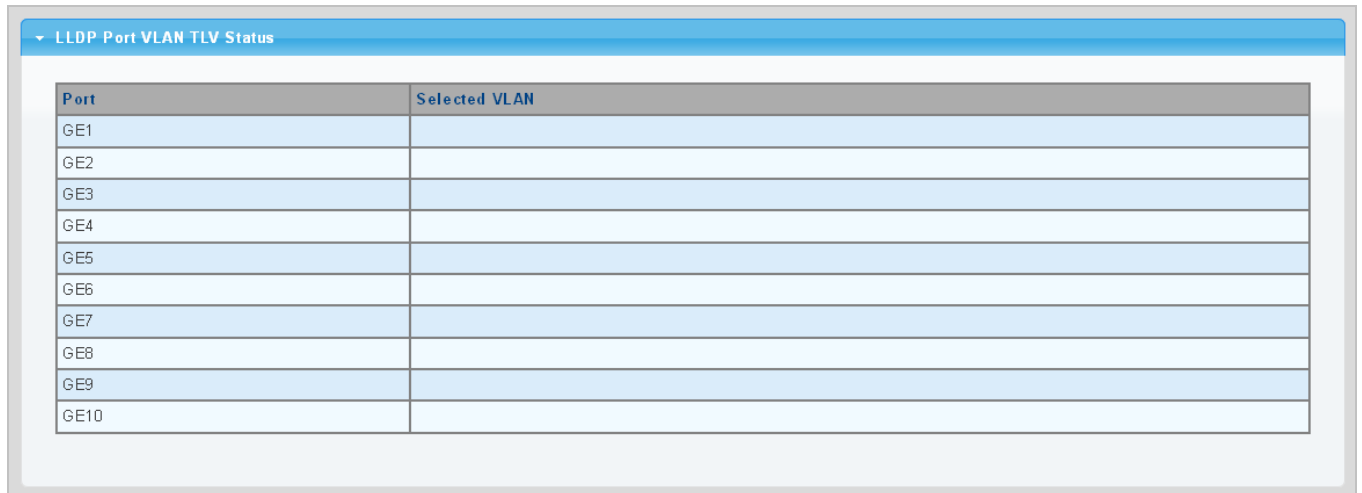 LLDP Port VLAN TLV Status
Port Selected VLAN
GE1
GE2
GE3
GE4
GE5
GE6
GE7
GE8
GE9
GE10